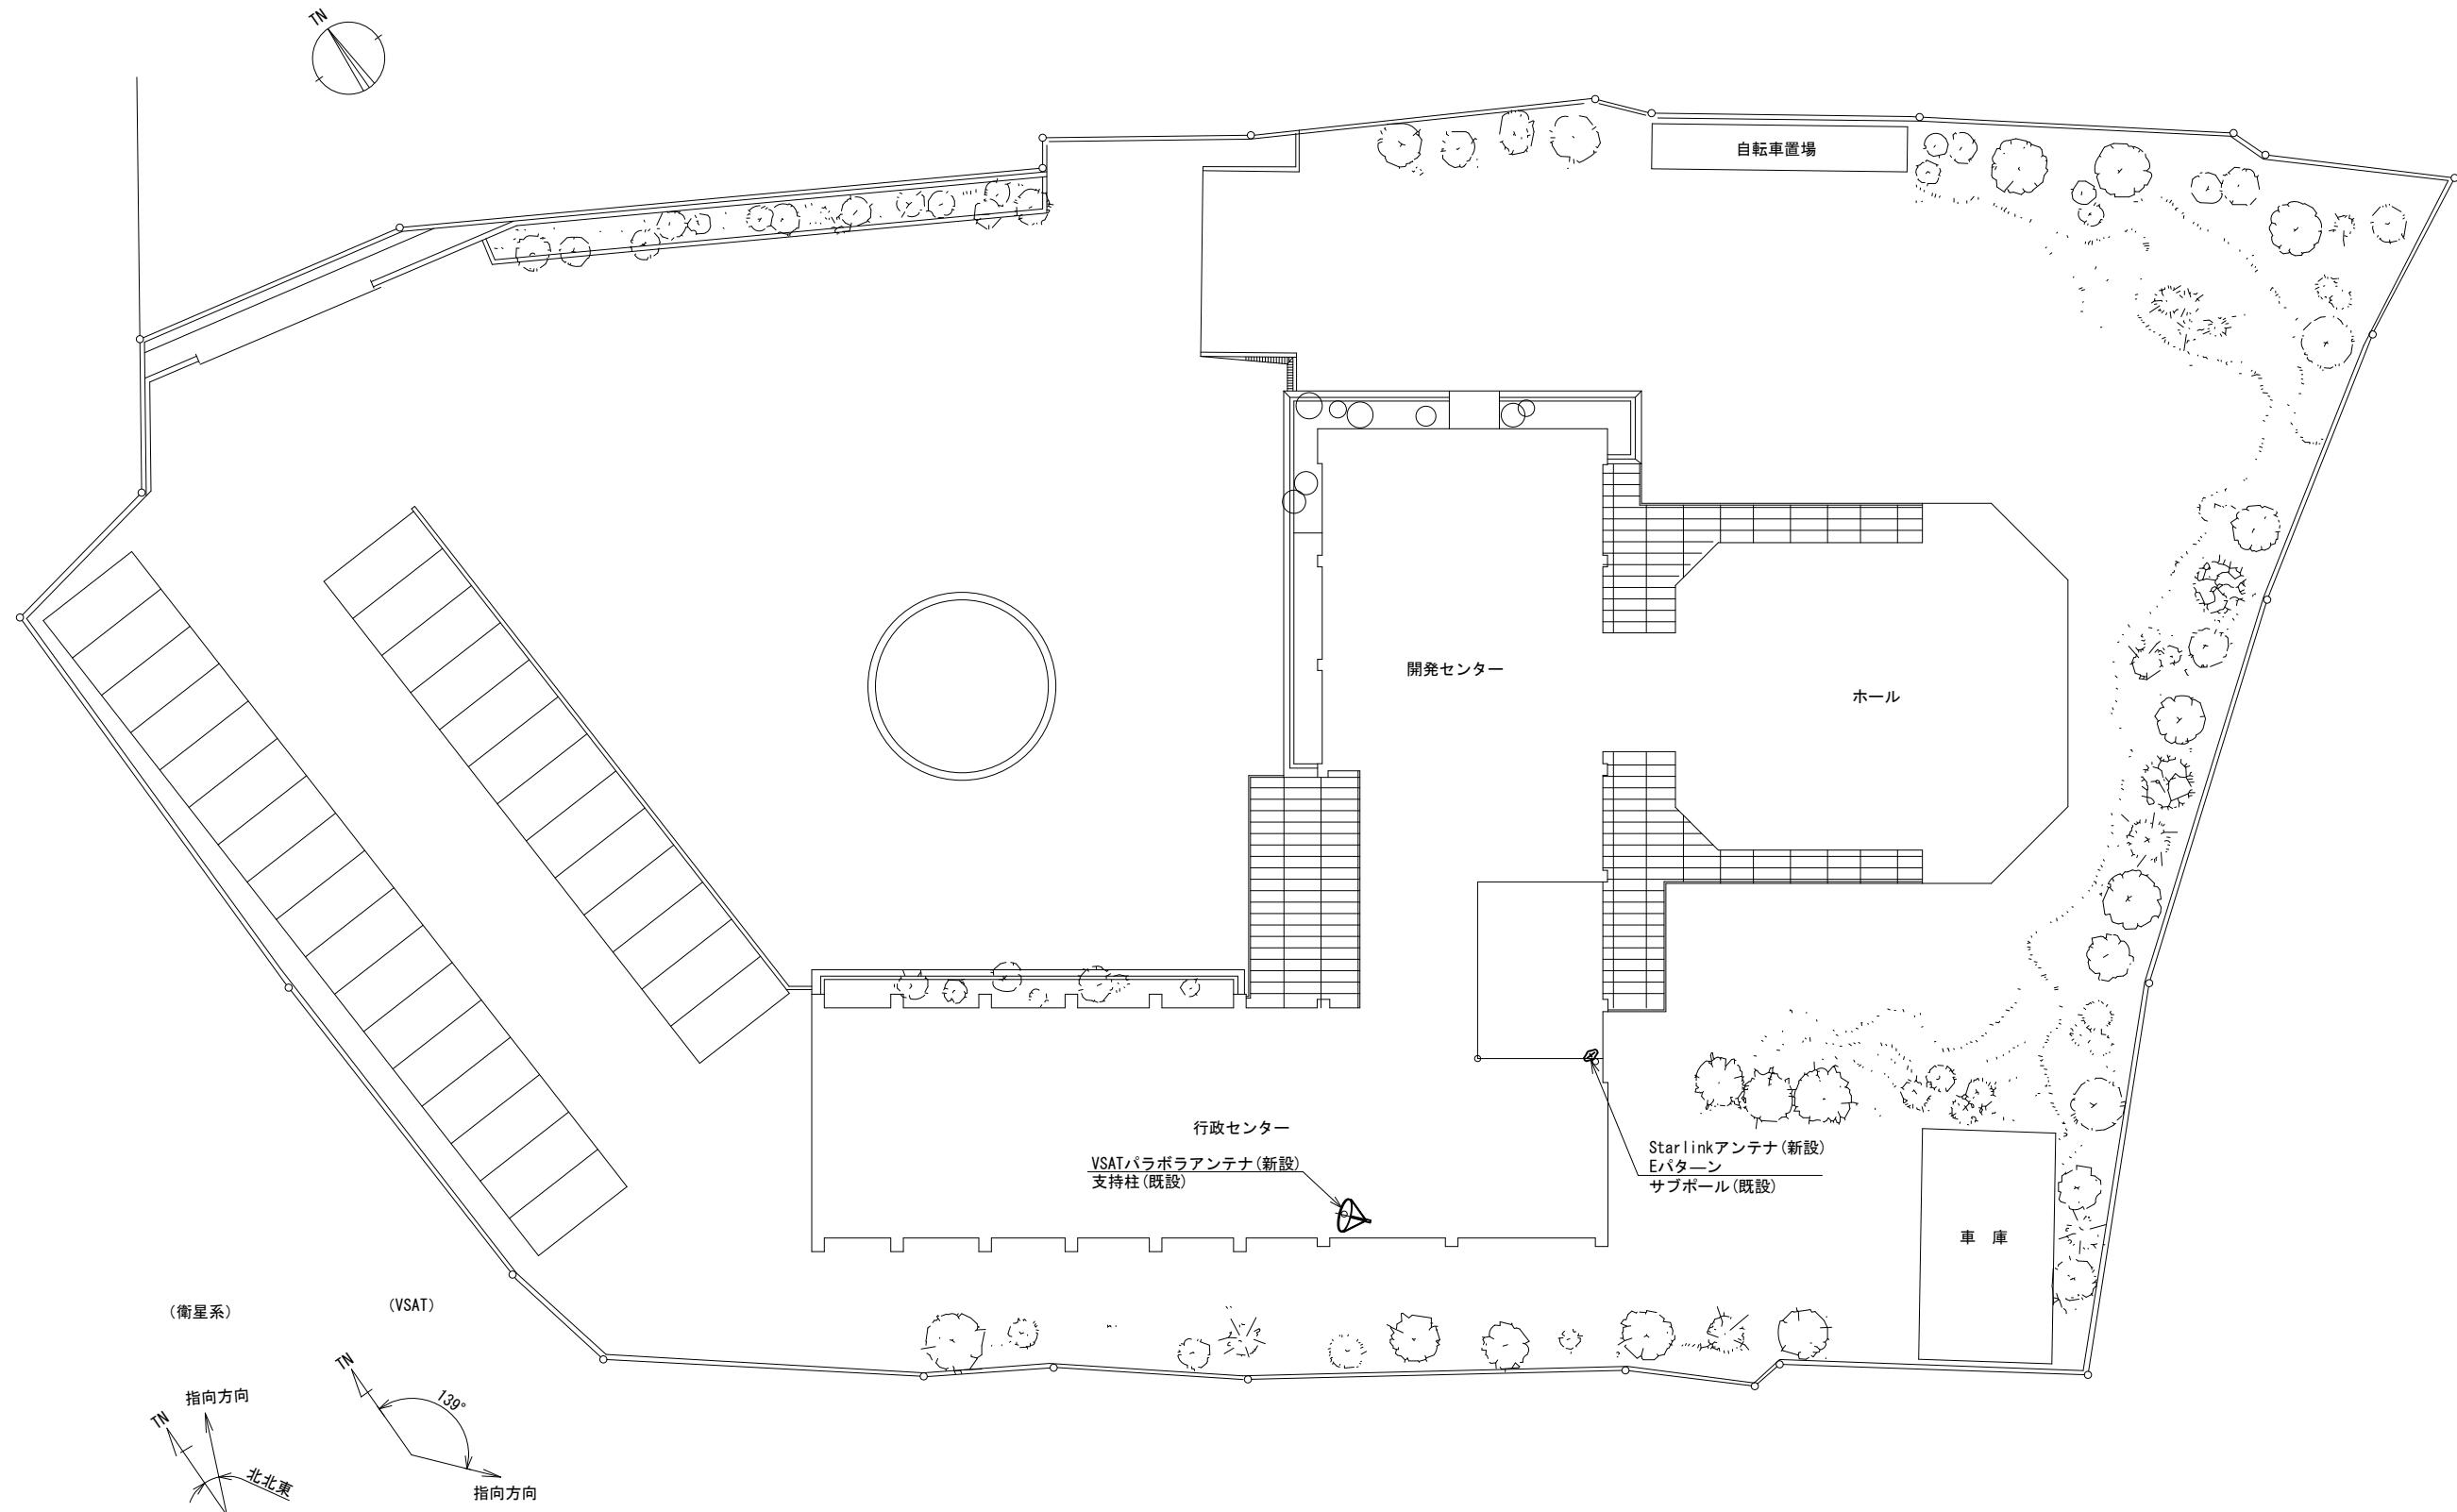 TN
自転車置場
開発センター
ホール
行政センター
VSATパラボラアンテナ(新設)
支持柱(既設)
Starlinkアンテナ(新設)
Eパターン
サブポール(既設)
車 庫
(衛星系)
(VSAT)
TN
指向方向
北北東
TN
139°
指向方向